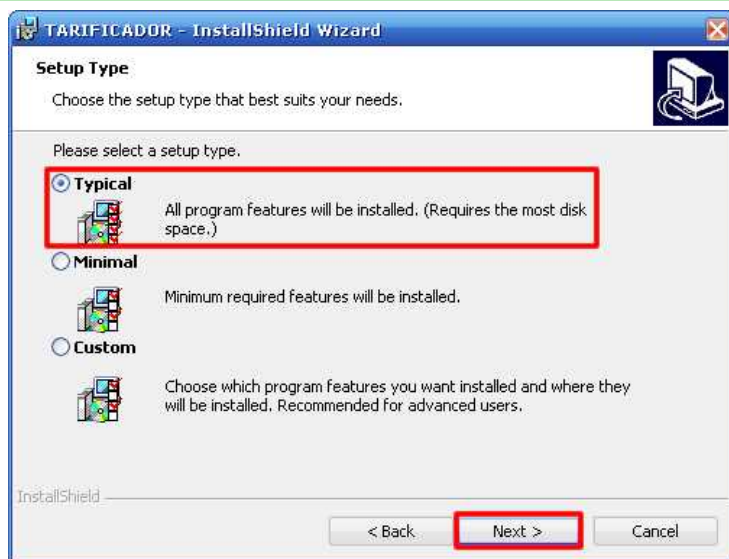 TARIFICADOR - InstallShield Wizard
Setup Type
Choose the setup type that best suits your needs.
Please select a setup type.
Typical
All program features will be installed. (Requires the most disk
space.)
Minimal
Minimum required features will be installed.
Custom
Choose which program features you want installed and where they
will be installed. Recommended for advanced users.
InstallShield
< Back
Next >
Cancel